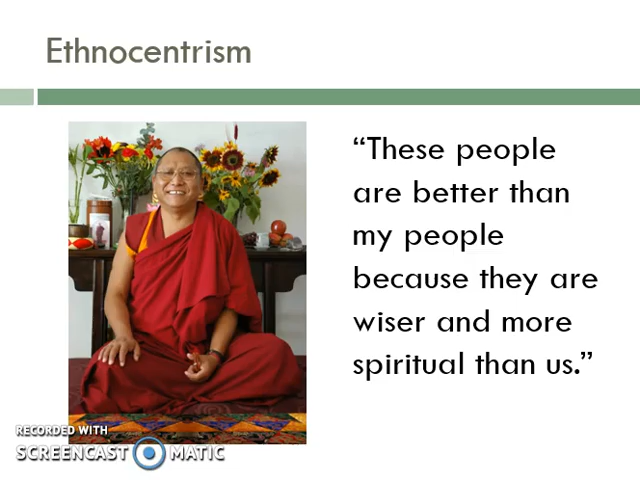 Ethnocentrism
“These people
are better than
my people
because they are
wiser and more
spiritual than us.”
RECORDED WITH
SCREENCAST MATIC